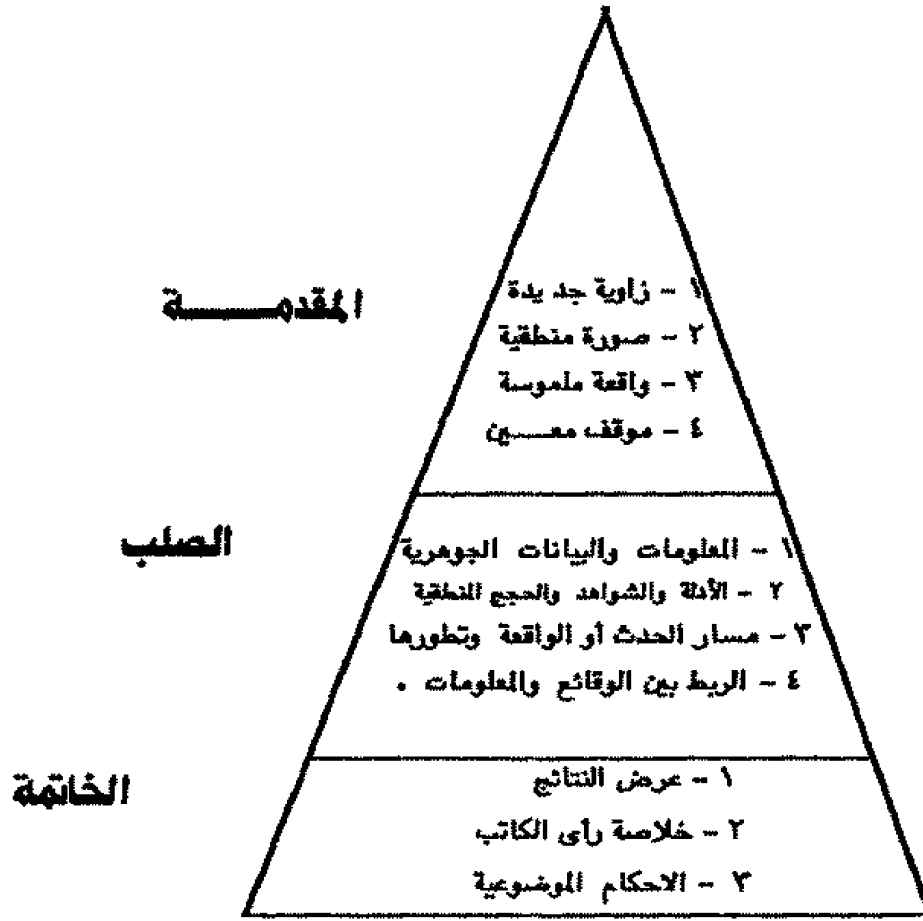 المقدمــــــة
١ - زاوية جديدة
٢ - صورة منطقية
٣ - واقعة ملموسة
٤ - موقف معــــين
الصلب
١ - المعلومات والبيانات الجوهرية
٢ - الأدلة والشواهد والحجج المنطقية
٣ - مسار الحدث أو الواقعة وتطورها
٤ - الربط بين الوقائع والمعلومات .
الخاتمة
١ - عرض النتائج
٢ - خلاصة رأى الكاتب
٣ - الاحكام الموضوعية